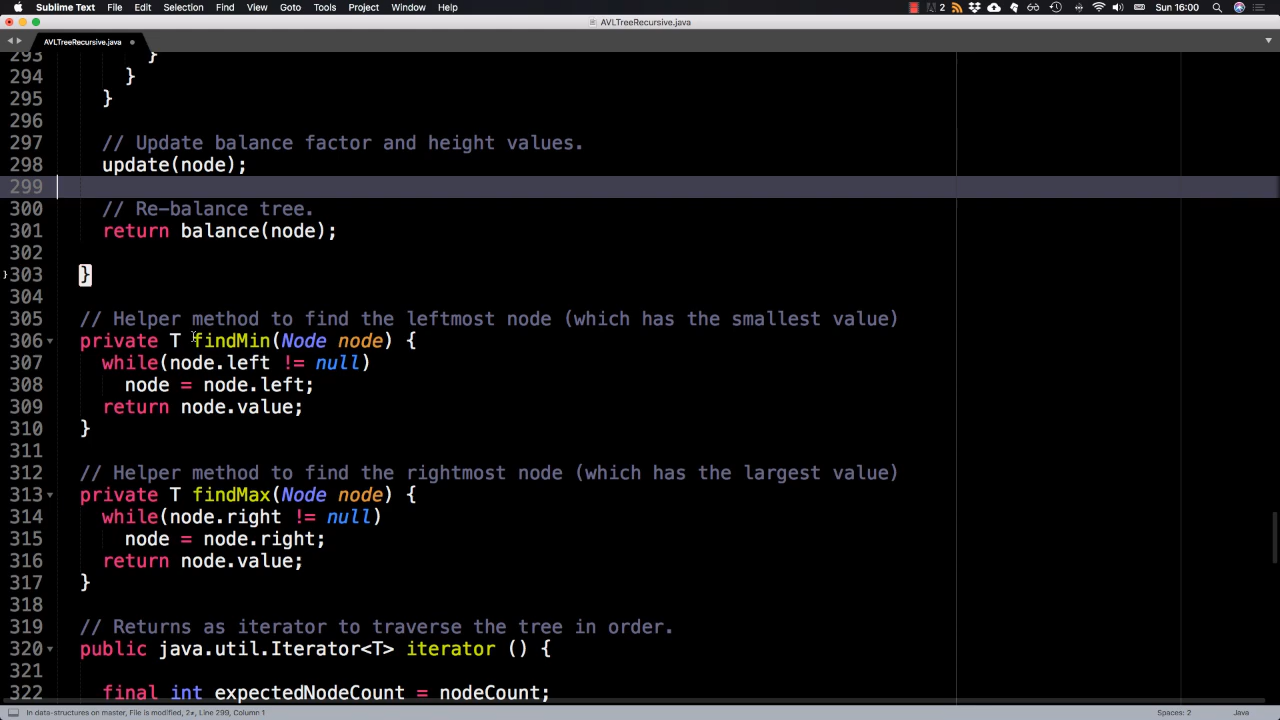 Sublime Text File Edit Selection Find View Goto Tools Project Window Help 2 Sun 16:00
AVLTreeRecursive.java
AVLTreeRecursive.java
293 }
294 }
295 }
296
297 // Update balance factor and height values.
298 update(node);
299
300 // Re-balance tree.
301 return balance(node);
302
303 }
304
305 // Helper method to find the leftmost node (which has the smallest value)
306 private T findMin(Node node) {
307 while(node.left != null)
308 node = node.left;
309 return node.value;
310 }
311
312 // Helper method to find the rightmost node (which has the largest value)
313 private T findMax(Node node) {
314 while(node.right != null)
315 node = node.right;
316 return node.value;
317 }
318
319 // Returns as iterator to traverse the tree in order.
320 public java.util.Iterator<T> iterator () {
321
322 final int expectedNodeCount = nodeCount;
In data-structures on master, File is modified, 2≠, Line 299, Column 1 Spaces: 2 Java